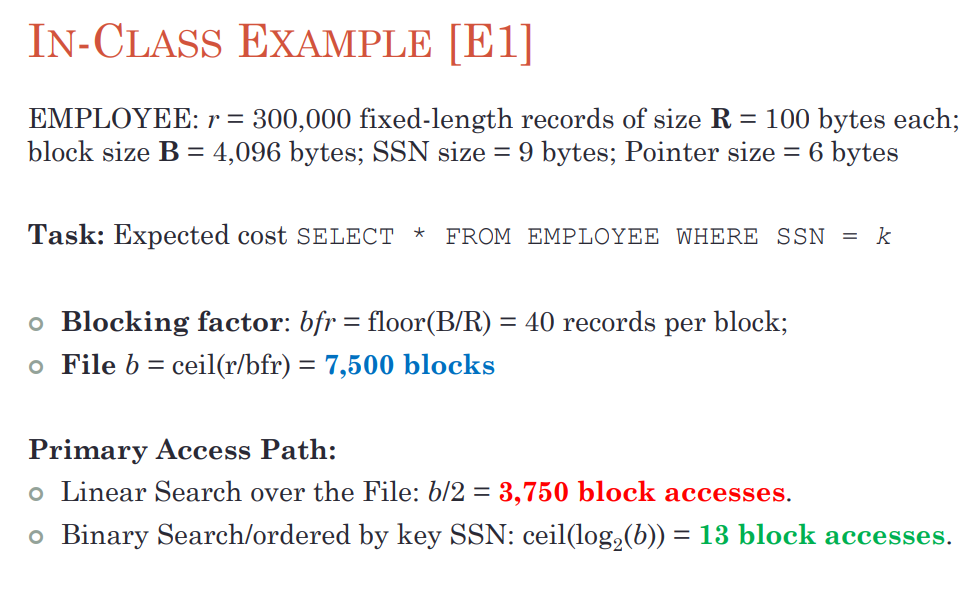 IN-CLASS EXAMPLE [E1]
EMPLOYEE: r = 300,000 fixed-length records of size R = 100 bytes each;
block size B = 4,096 bytes; SSN size = 9 bytes; Pointer size = 6 bytes
Task: Expected cost SELECT * FROM EMPLOYEE WHERE SSN = k
Blocking factor: bfr = floor(B/R) = 40 records per block;
File b = ceil(r/bfr) = 7,500 blocks
Primary Access Path:
Linear Search over the File: b/2 = 3,750 block accesses.
Binary Search/ordered by key SSN: ceil(log₂(b)) = 13 block accesses.